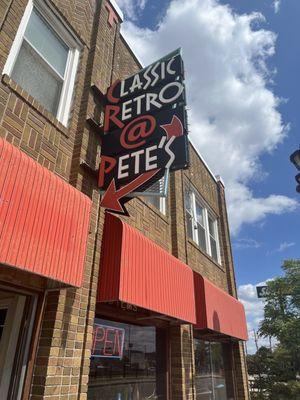 CLASSIC
RETRO
@
PETE'S
OPEN